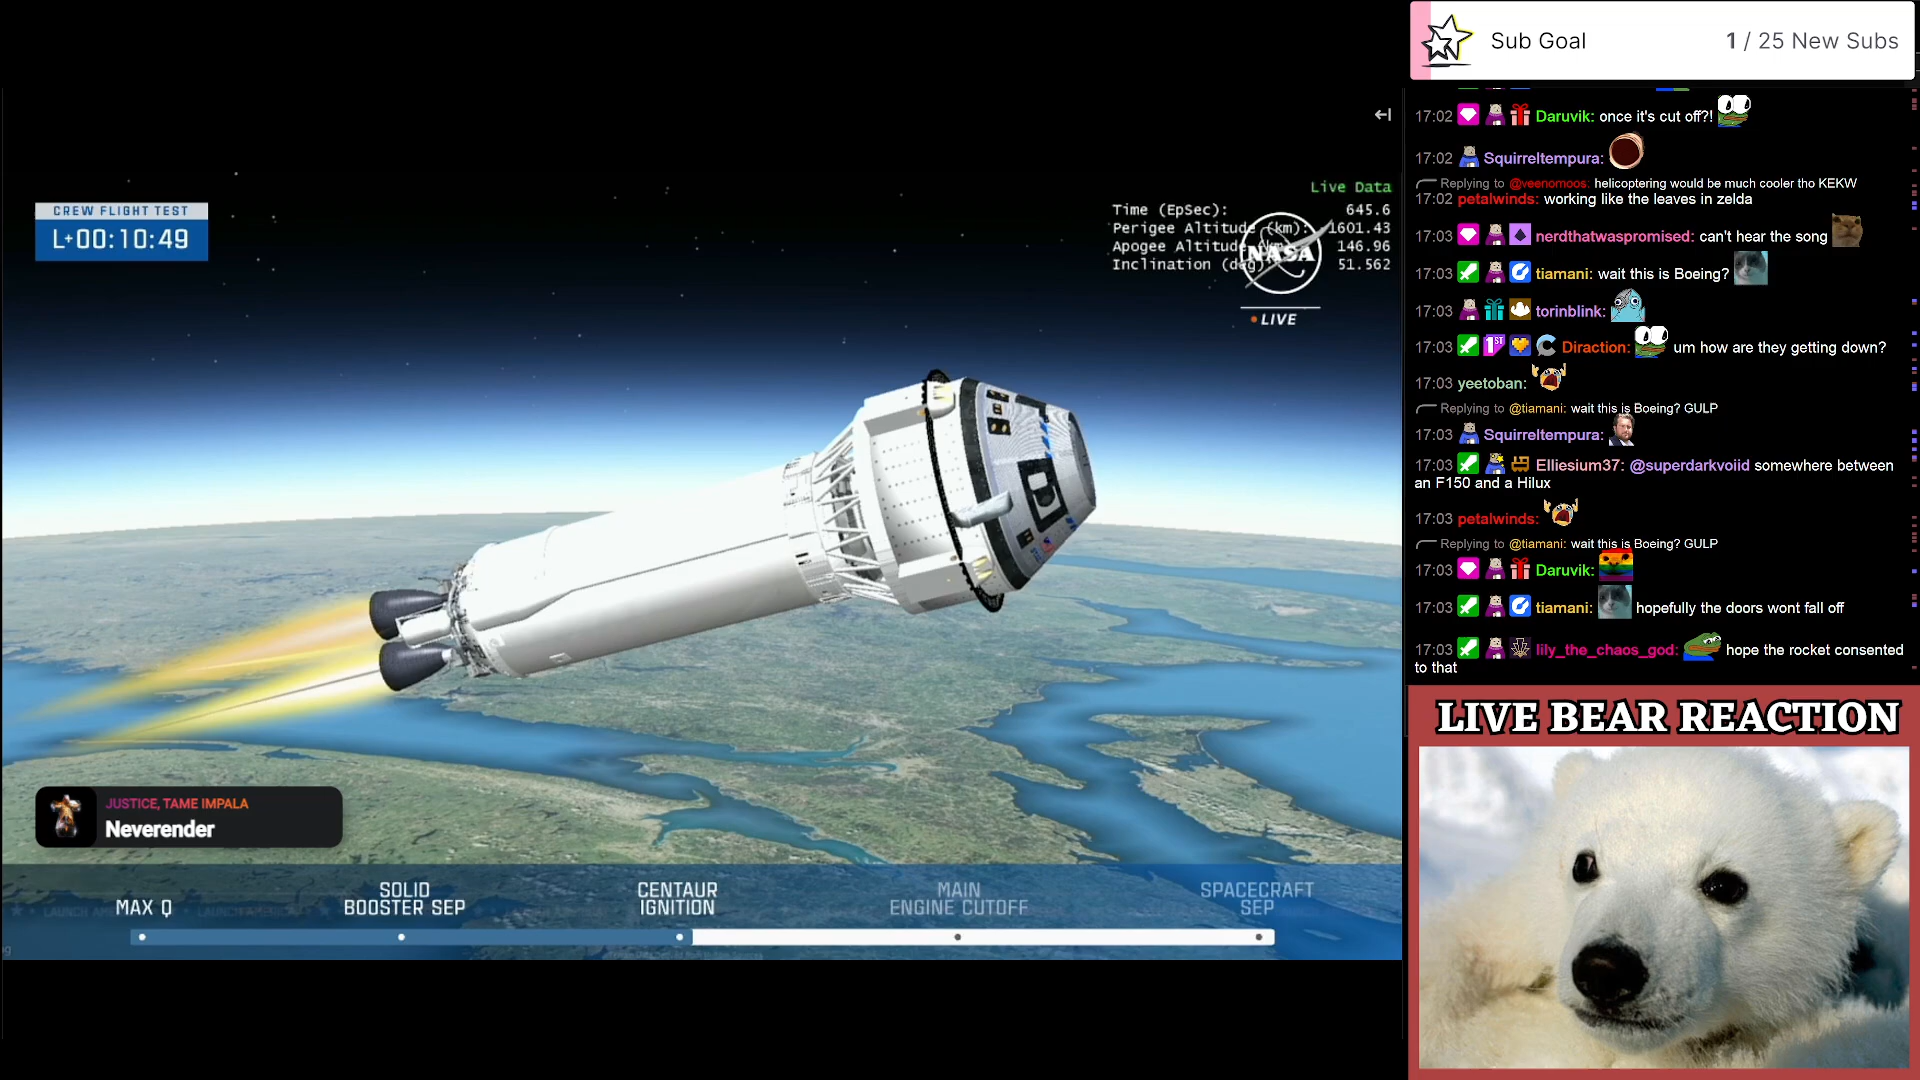 CREW FLIGHT TEST
L+00:10:49
Live Data
Time (EpSec): 645.6
Perigee Altitude (km): 1601.43
Apogee Altitude (km): 146.96
Inclination (deg) 51.562
NASA
LIVE
JUSTICE, TAME IMPALA
Neverender
MAX Q
SOLID
BOOSTER SEP
CENTAUR
IGNITION
MAIN
ENGINE CUTOFF
SPACECRAFT
SEP
Sub Goal 1 / 25 New Subs
17:02 Daruvik: once it's cut off?!
17:02 Squirreltempura:
Replying to @veenomoos: helicoptering would be much cooler tho KEKW
17:02 petalwinds: working like the leaves in zelda
17:03 nerdthatwaspromised: can't hear the song
17:03 tiamani: wait this is Boeing?
17:03 torinblink:
17:03 1ST Diraction: um how are they getting down?
17:03 yeetoban:
Replying to @tiamani: wait this is Boeing? GULP
17:03 Squirreltempura:
17:03 Elliesium37: @superdarkvoiid somewhere between
an F150 and a Hilux
17:03 petalwinds:
Replying to @tiamani: wait this is Boeing? GULP
17:03 Daruvik:
17:03 tiamani: hopefully the doors wont fall off
17:03 lily_the_chaos_god: hope the rocket consented
to that
LIVE BEAR REACTION